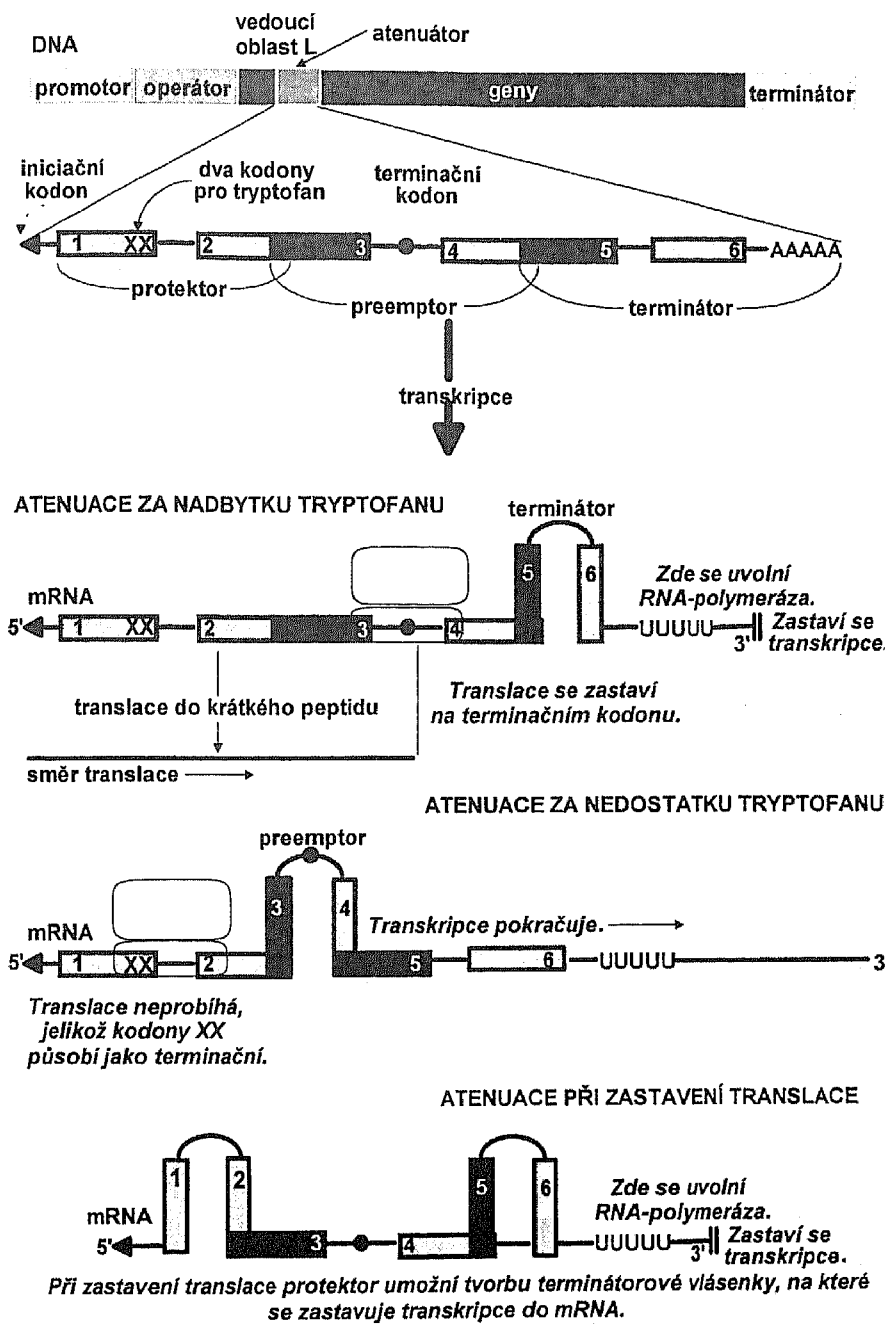 DNA
vedoucí
oblast L
atenuátor
promotor operátor geny terminátor
iniciační
kodon
dva kodony
pro tryptofan
terminační
kodon
1 XX 2 3 4 5 6 AAAAA
protektor
preemptor
terminátor
transkripce
ATENUACE ZA NADBYTKU TRYPTOFANU
terminátor
5 6
mRNA
5' 1 XX 2 3 4 UUUUU 3'
Zde se uvolní
RNA-polymeráza.
Zastaví se
transkripce.
translace do krátkého peptidu
Translace se zastaví
na terminačním kodonu.
směr translace
ATENUACE ZA NEDOSTATKU TRYPTOFANU
preemptor
3 4
Transkripce pokračuje.
mRNA
5' 1 XX 2 5 6 UUUUU 3
Translace neprobíhá,
jelikož kodony XX
působí jako terminační.
ATENUACE PŘI ZASTAVENÍ TRANSLACE
1 2 5 6
mRNA
5' 3 4 UUUUU 3'
Zde se uvolní
RNA-polymeráza.
Zastaví se
transkripce.
Při zastavení translace protektor umožní tvorbu terminátorové vlásenky, na které
se zastavuje transkripce do mRNA.